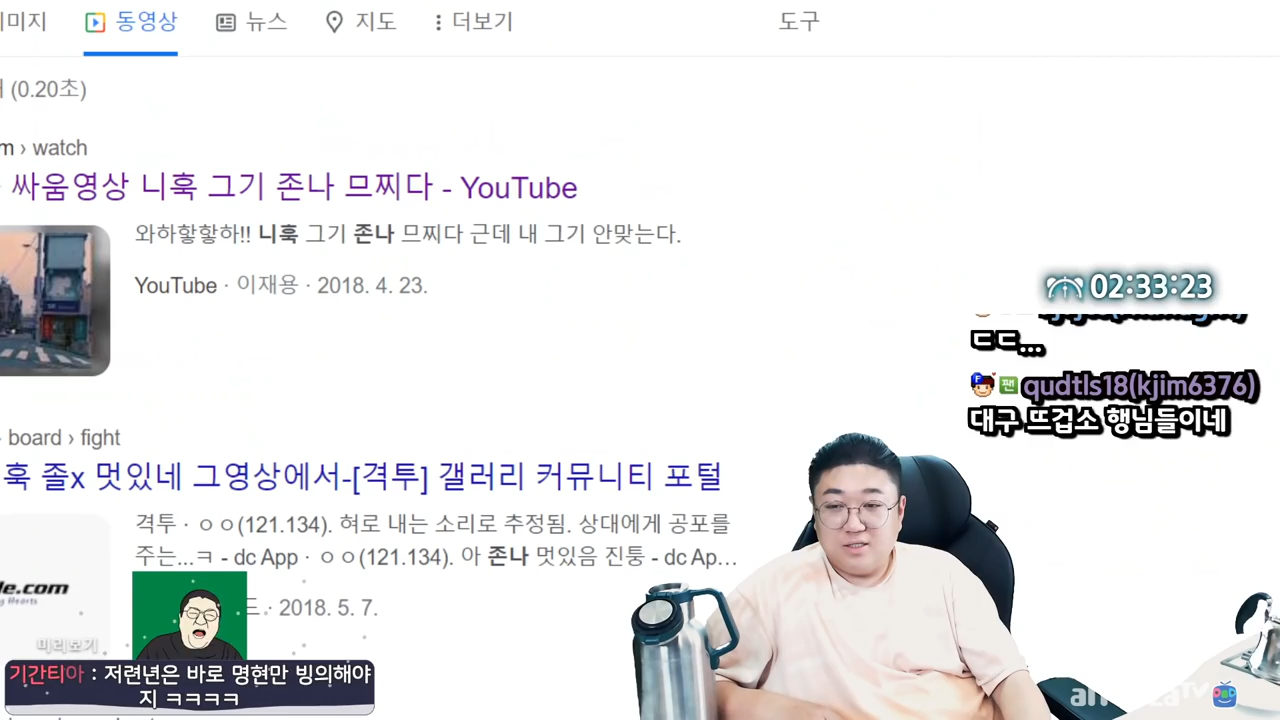 이미지 동영상 뉴스 지도 더보기 도구
(0.20초)
› watch
싸움영상 니훅 그기 존나 므찌다 - YouTube
와하핳핳하!! 니훅 그기 존나 므찌다 근데 내 그기 안맞는다.
YouTube · 이재용 · 2018. 4. 23.
02:33:23
ㄷㄷ...
팬 qudtls18(kjim6376)
대구 뜨겁소 행님들이네
board › fight
훅 졸x 멋있네 그영상에서-[격투] 갤러리 커뮤니티 포털
격투 · ㅇㅇ(121.134). 혀로 내는 소리로 추정됨. 상대에게 공포를
주는...ㅋ - dc App · ㅇㅇ(121.134). 아 존나 멋있음 진퉁 - dc Ap...
· 2018. 5. 7.
미리보기
기간티아 : 저련년은 바로 명현만 빙의해야
지 ㅋㅋㅋㅋ